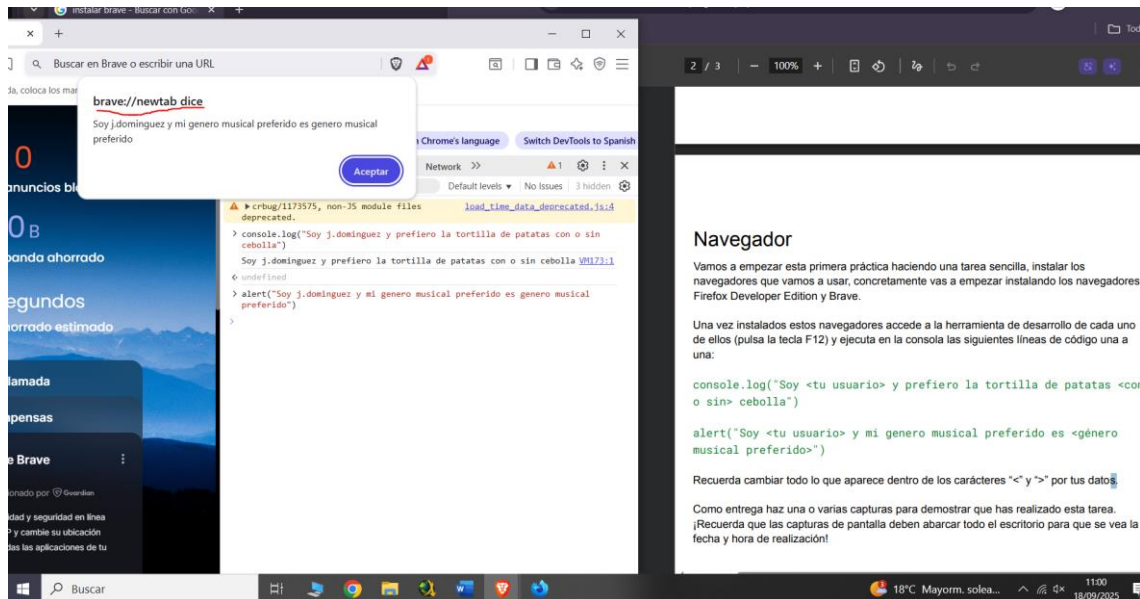 instalar brave - Buscar con Goo
Tod
Buscar en Brave o escribir una URL
2 / 3
100%
da, coloca los mar
brave://newtab dice
Soy j.dominguez y mi genero musical preferido es genero musical
preferido
Aceptar
Chrome's language
Switch DevTools to Spanish
Network
1
Default levels
No Issues
3 hidden
0
anuncios bl
0 B
banda ahorrado
egundos
horrado estimado
lamada
mpensas
e Brave
ionado por Guardian
idad y seguridad en línea
P y cambie su ubicación
das las aplicaciones de tu
crbug/1173575, non-JS module files
load_time_data_deprecated.js:4
deprecated.
console.log("Soy j.dominguez y prefiero la tortilla de patatas con o sin
cebolla")
Soy j.dominguez y prefiero la tortilla de patatas con o sin cebolla VM173:1
undefined
alert("Soy j.dominguez y mi genero musical preferido es genero musical
preferido")
Navegador
Vamos a empezar esta primera práctica haciendo una tarea sencilla, instalar los
navegadores que vamos a usar, concretamente vas a empezar instalando los navegadores
Firefox Developer Edition y Brave.
Una vez instalados estos navegadores accede a la herramienta de desarrollo de cada uno
de ellos (pulsa la tecla F12) y ejecuta en la consola las siguientes líneas de código una a
una:
console.log("Soy <tu usuario> y prefiero la tortilla de patatas <con
o sin> cebolla")
alert("Soy <tu usuario> y mi genero musical preferido es <género
musical preferido>")
Recuerda cambiar todo lo que aparece dentro de los carácteres "<" y ">" por tus datos.
Como entrega haz una o varias capturas para demostrar que has realizado esta tarea.
¡Recuerda que las capturas de pantalla deben abarcar todo el escritorio para que se vea la
fecha y hora de realización!
Buscar
18°C Mayorm. solea...
11:00
18/09/2025